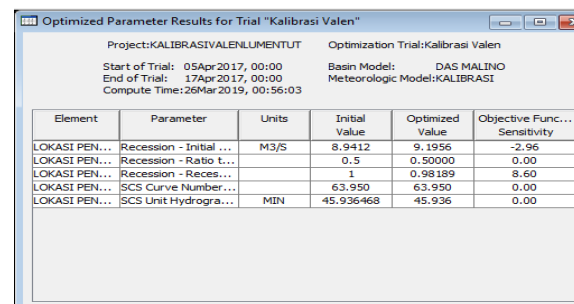 Optimized Parameter Results for Trial "Kalibrasi Valen"
Project:KALIBRASIVALENLUMENTUT Optimization Trial:Kalibrasi Valen
Start of Trial: 05Apr2017, 00:00 Basin Model: DAS MALINO
End of Trial: 17Apr2017, 00:00 Meteorologic Model:KALIBRASI
Compute Time:26Mar2019, 00:56:03
Element Parameter Units Initial Value Optimized Value Objective Func... Sensitivity
LOKASI PEN... Recession - Initial ... M3/S 8.9412 9.1956 -2.96
LOKASI PEN... Recession - Ratio t... 0.5 0.50000 0.00
LOKASI PEN... Recession - Reces... 1 0.98189 8.60
LOKASI PEN... SCS Curve Number... 63.950 63.950 0.00
LOKASI PEN... SCS Unit Hydrogra... MIN 45.936468 45.936 0.00